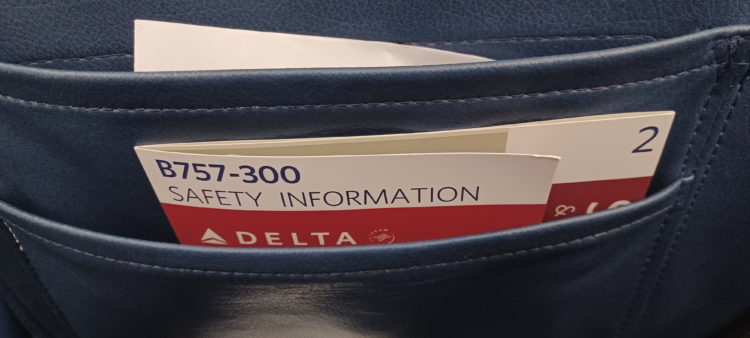 B757-300
SAFETY INFORMATION
DELTA
2
&